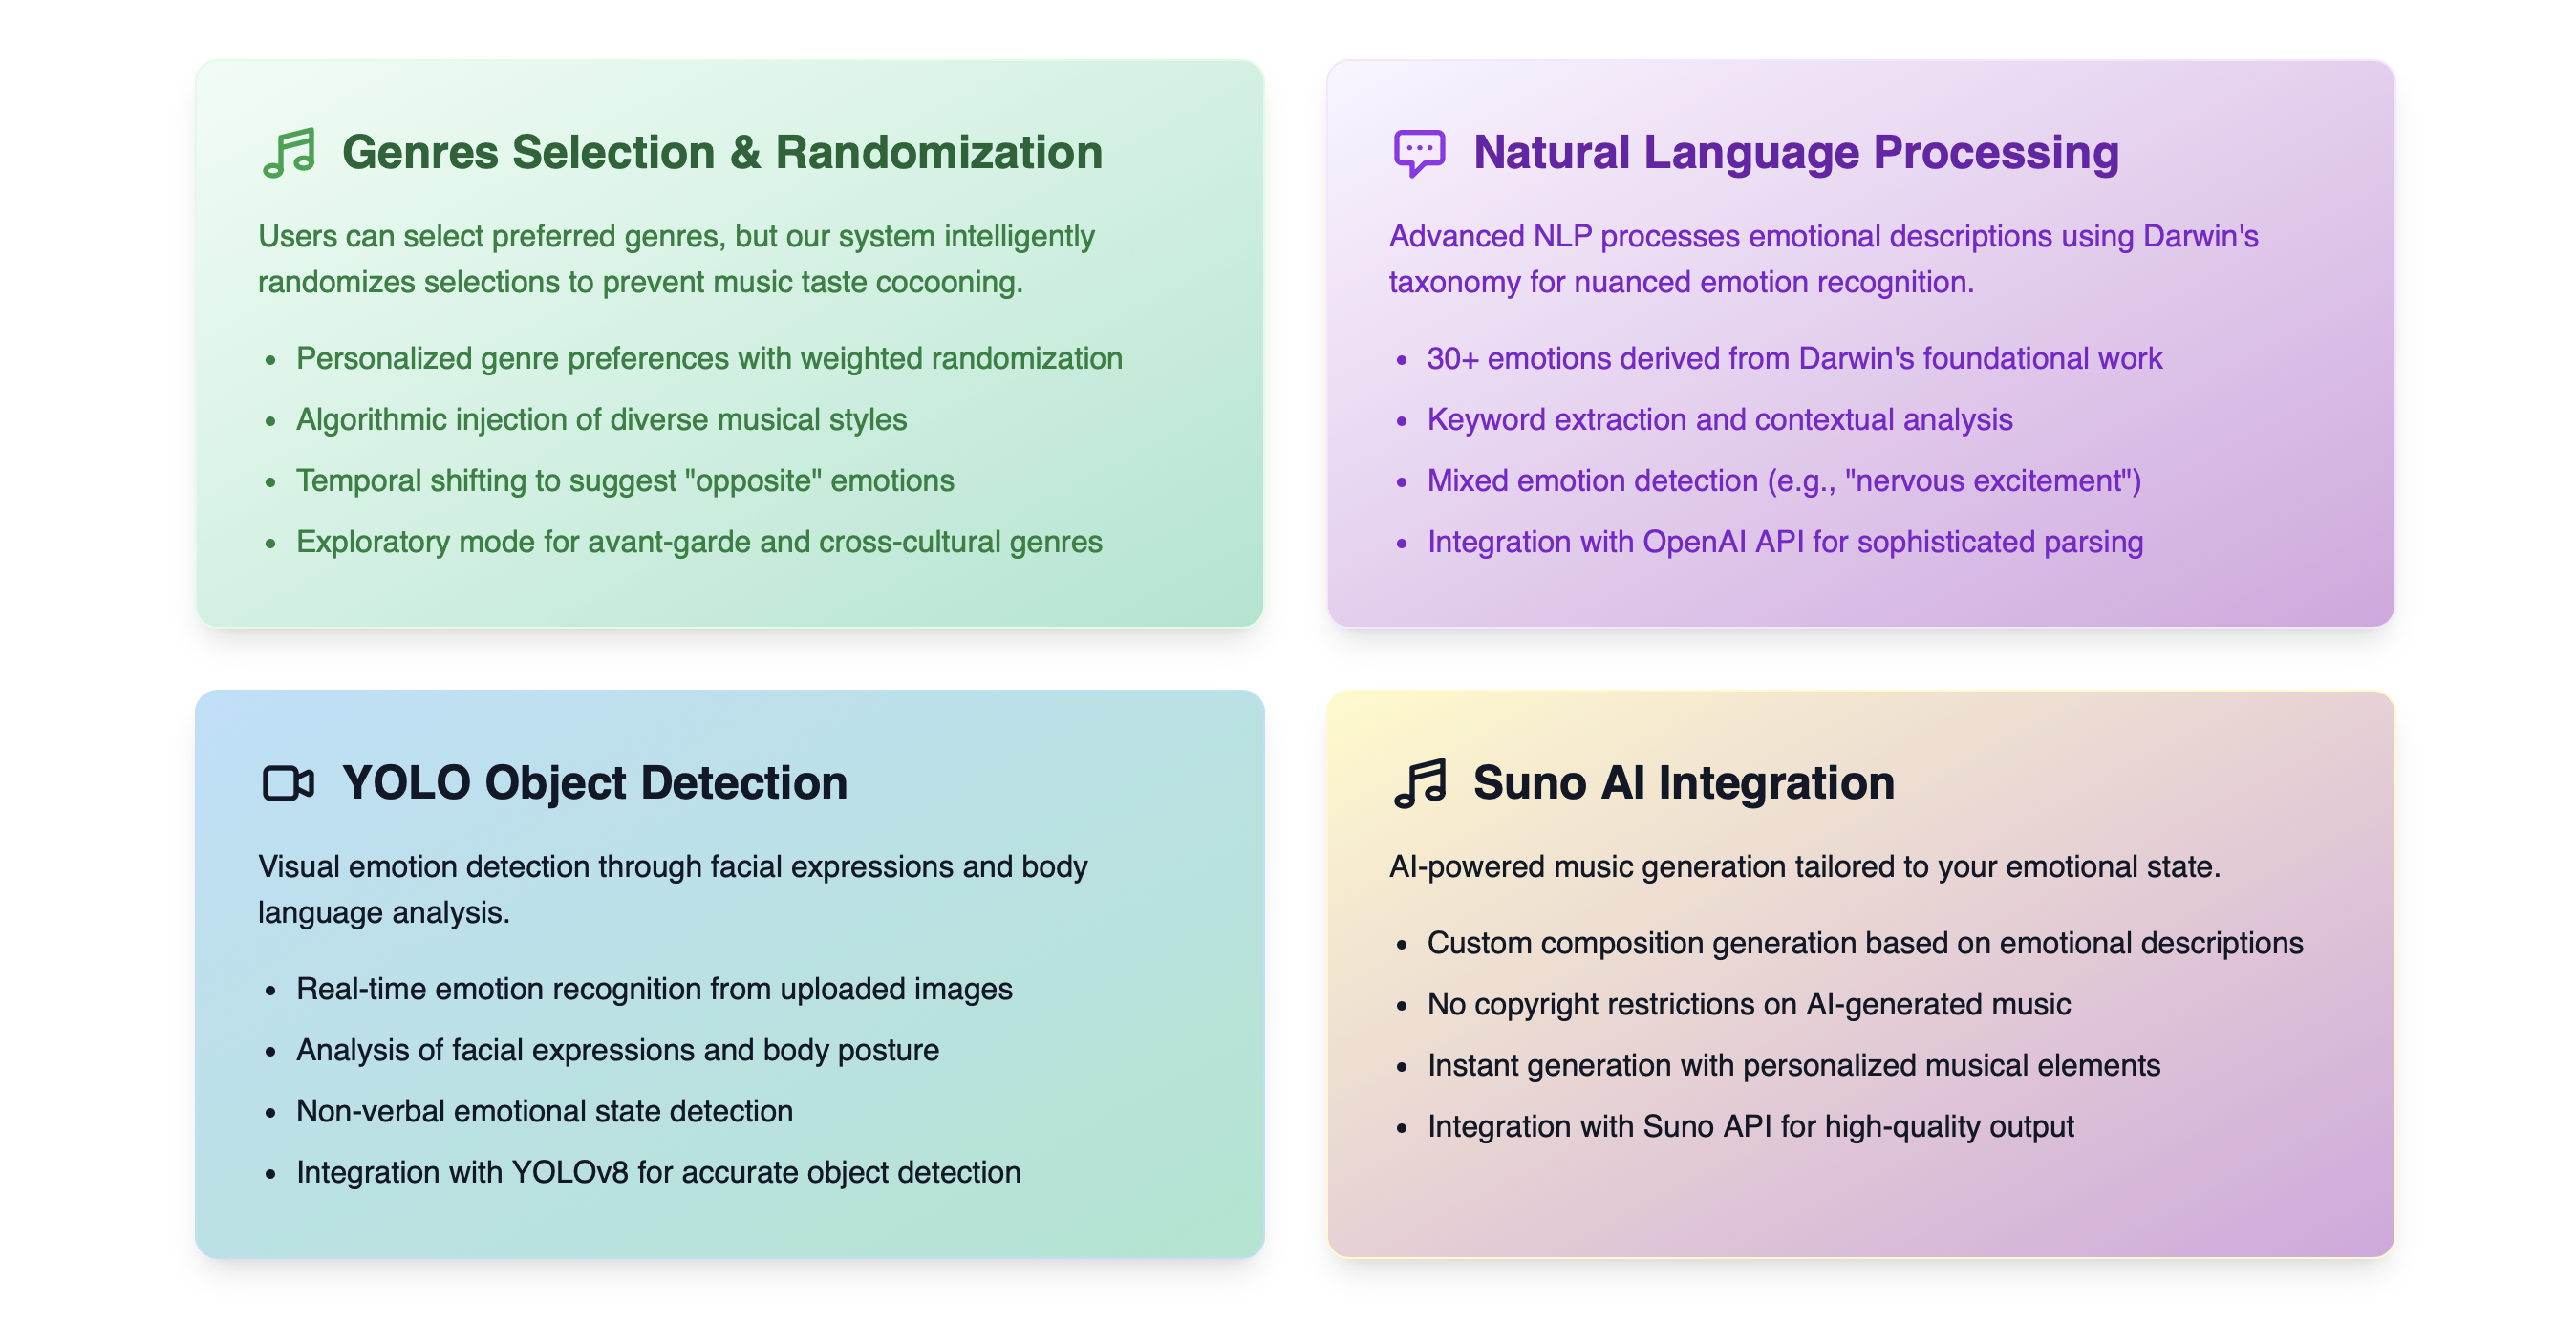 Genres Selection & Randomization
Users can select preferred genres, but our system intelligently
randomizes selections to prevent music taste cocooning.
• Personalized genre preferences with weighted randomization
• Algorithmic injection of diverse musical styles
• Temporal shifting to suggest "opposite" emotions
• Exploratory mode for avant-garde and cross-cultural genres
Natural Language Processing
Advanced NLP processes emotional descriptions using Darwin's
taxonomy for nuanced emotion recognition.
• 30+ emotions derived from Darwin's foundational work
• Keyword extraction and contextual analysis
• Mixed emotion detection (e.g., "nervous excitement")
• Integration with OpenAI API for sophisticated parsing
YOLO Object Detection
Visual emotion detection through facial expressions and body
language analysis.
• Real-time emotion recognition from uploaded images
• Analysis of facial expressions and body posture
• Non-verbal emotional state detection
• Integration with YOLOv8 for accurate object detection
Suno AI Integration
AI-powered music generation tailored to your emotional state.
• Custom composition generation based on emotional descriptions
• No copyright restrictions on AI-generated music
• Instant generation with personalized musical elements
• Integration with Suno API for high-quality output